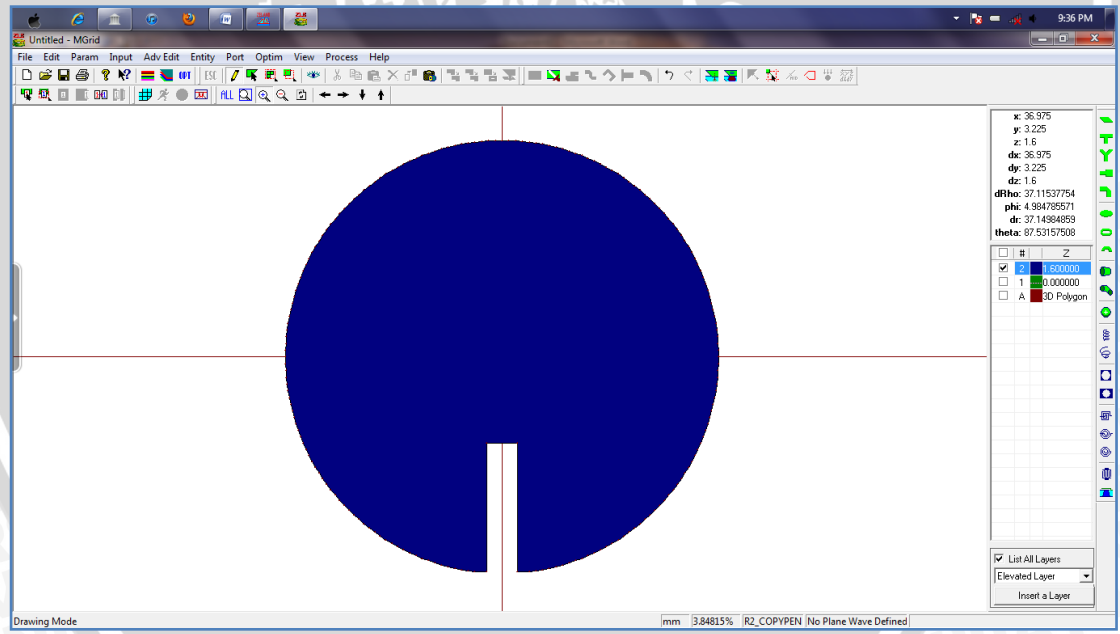 9:36 PM
Untitled - MGrid
File Edit Param Input Adv Edit Entity Port Optim View Process Help
OPT ESC
ALL
x: 36.975
y: 3.225
z: 1.6
dx: 36.975
dy: 3.225
dz: 1.6
dRho: 37.11537754
phi: 4.984785571
dr: 37.14984859
theta: 87.53157508
# Z
2 1.600000
1 0.000000
A 3D Polygon
List All Layers
Elevated Layer
Insert a Layer
Drawing Mode mm 3.84815% R2_COPYPEN No Plane Wave Defined